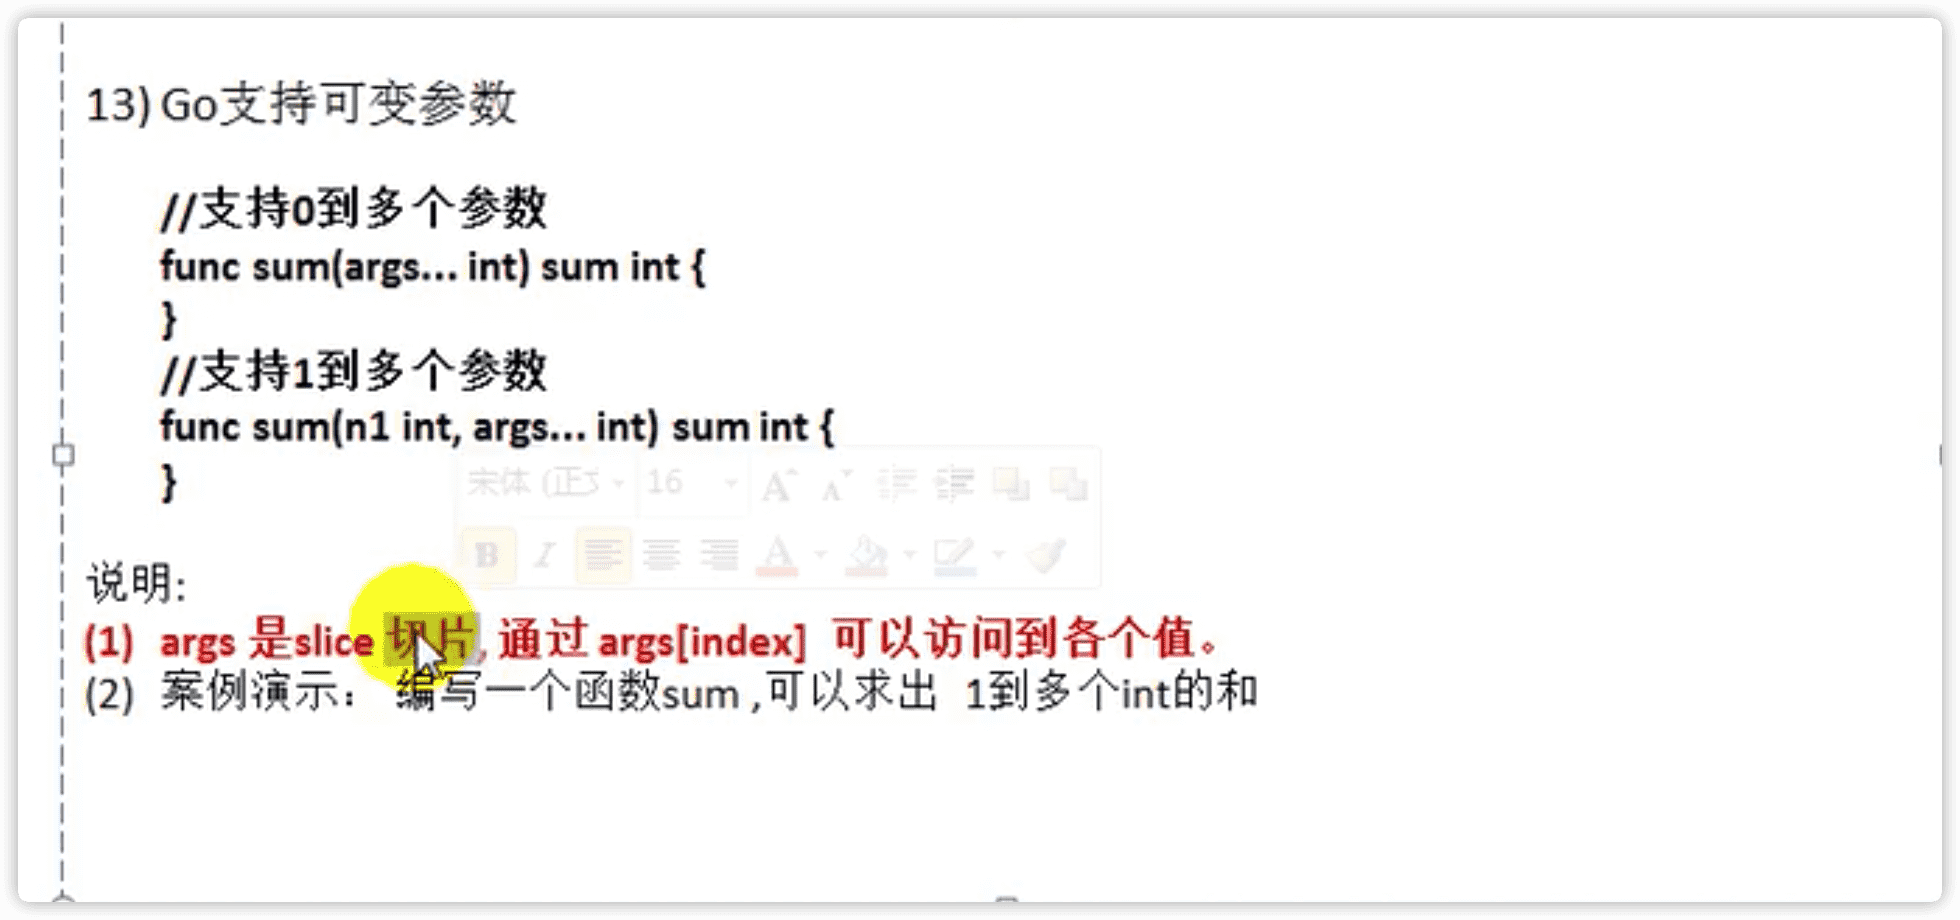 13) Go支持可变参数
//支持0到多个参数
func sum(args... int) sum int {
}
//支持1到多个参数
func sum(n1 int, args... int) sum int {
}
宋体 (正文 16 A A
B I A
说明:
(1) args 是slice 切片, 通过 args[index] 可以访问到各个值。
(2) 案例演示： 编写一个函数sum ,可以求出 1到多个int的和